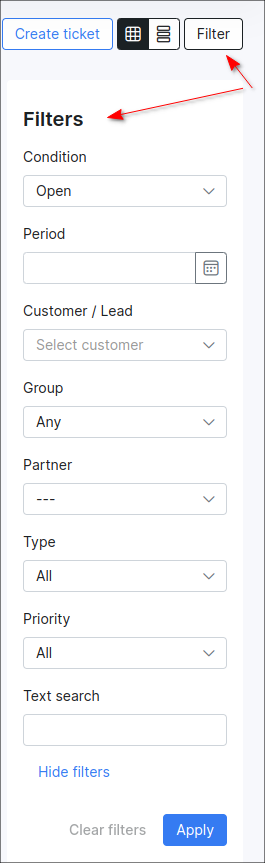 Create ticket Filter
Filters
Condition
Open
Period
Customer / Lead
Select customer
Group
Any
Partner
---
Type
All
Priority
All
Text search
Hide filters
Clear filters Apply